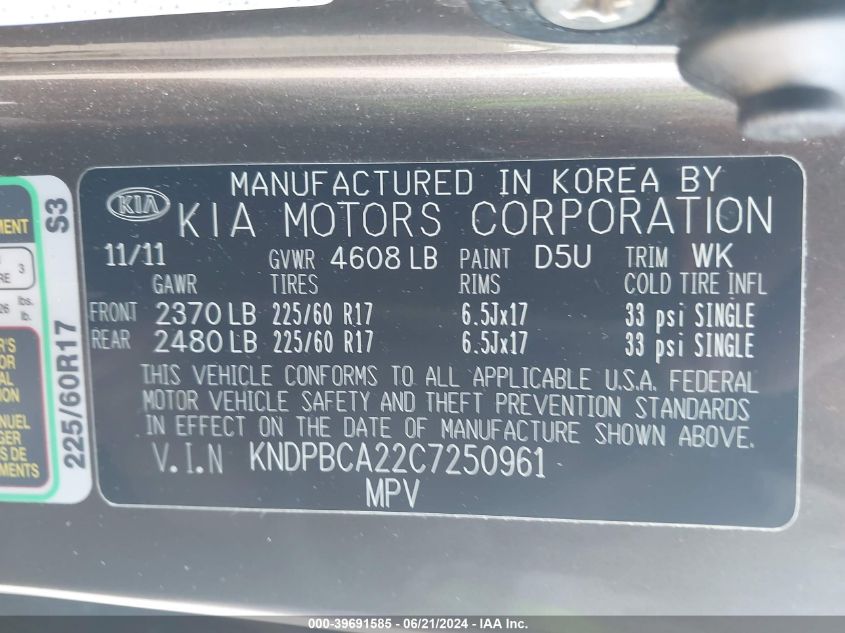 MANUFACTURED IN KOREA BY
KIA KIA MOTORS CORPORATION
11/11 GVWR 4608 LB PAINT D5U TRIM WK
GAWR TIRES RIMS COLD TIRE INFL
FRONT 2370 LB 225/60 R17 6.5Jx17 33 psi SINGLE
REAR 2480 LB 225/60 R17 6.5Jx17 33 psi SINGLE
THIS VEHICLE CONFORMS TO ALL APPLICABLE U.S.A. FEDERAL
MOTOR VEHICLE SAFETY AND THEFT PREVENTION STANDARDS
IN EFFECT ON THE DATE OF MANUFACTURE SHOWN ABOVE.
V.I.N KNDPBCA22C7250961
MPV
S3
225/60R17
3
lbs.
lb.
000 - 39691585 - 06/21/2024 - IAA Inc.